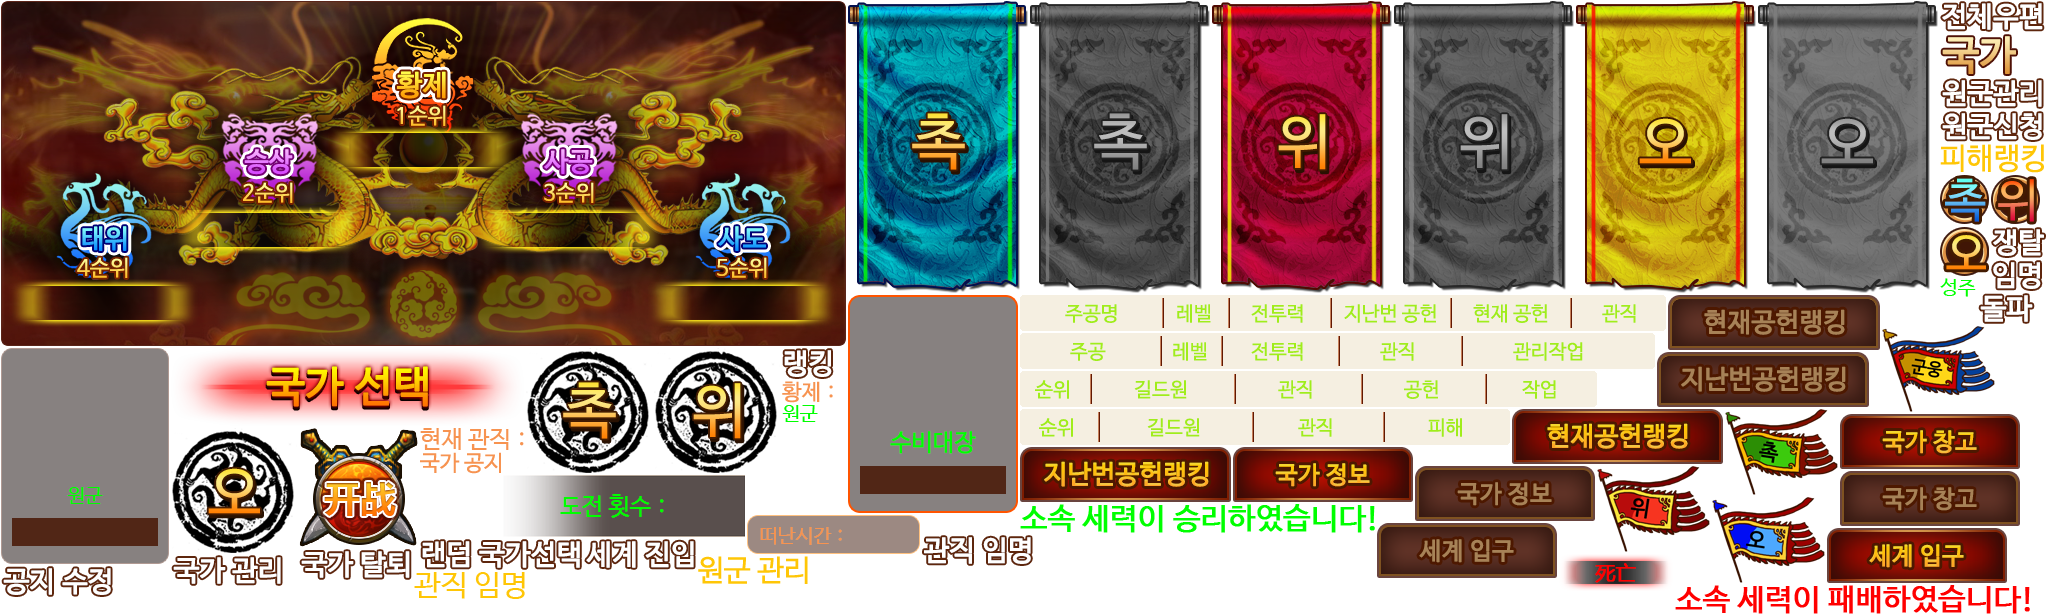 황제
1순위
승상
2순위
사공
3순위
태위
4순위
사도
5순위
촉
촉
위
위
오
오
전체우편
국가
원군관리
원군신청
피해랭킹
촉
위
오
쟁탈
임명
성주
돌파
주공명 레벨 전투력 지난번 공헌 현재 공헌 관직
주공 레벨 전투력 관직 관리작업
순위 길드원 관직 공헌 작업
순위 길드원 관직 피해
현재공헌랭킹
지난번공헌랭킹
현재공헌랭킹
지난번공헌랭킹
국가 정보
국가 정보
세계 입구
국가 창고
국가 창고
세계 입구
군웅
촉
위
오
원군
국가 선택
촉
위
랭킹
황제 :
원군
오
开战
현재 관직 :
국가 공지
도전 횟수 :
수비대장
떠난시간 :
소속 세력이 승리하였습니다!
공지 수정
국가 관리
국가 탈퇴
랜덤 국가선택
세계 진입
관직 임명
원군 관리
관직 임명
死亡
소속 세력이 패배하였습니다!